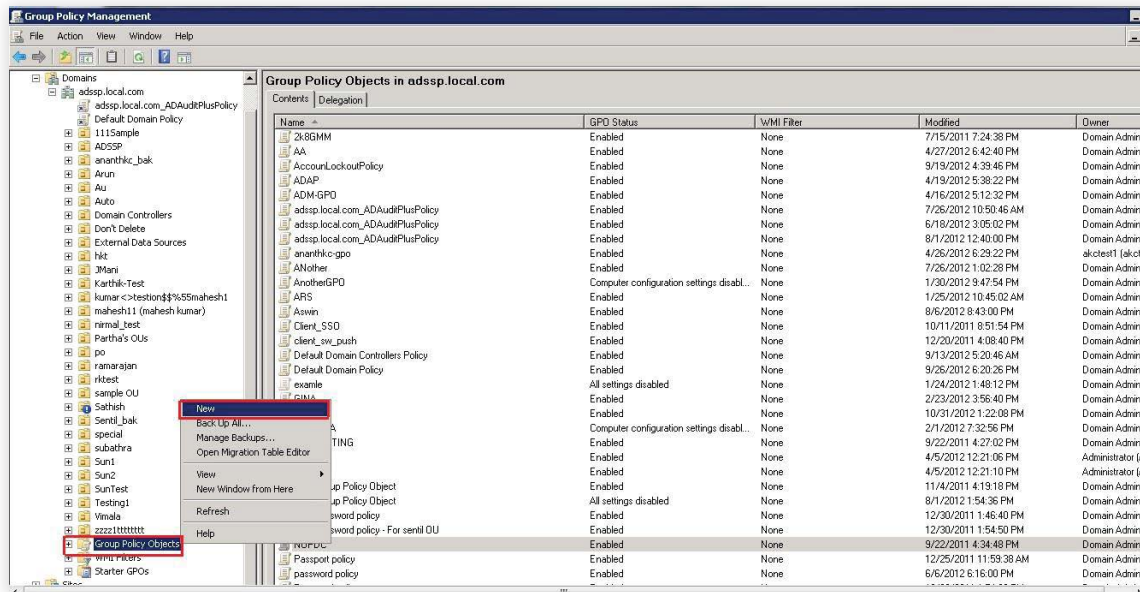 Group Policy Management
File Action View Window Help
Domains
adssp.local.com
adssp.local.com_ADAuditPlusPolicy
Default Domain Policy
111Sample
ADSSP
ananthkc_bak
Arun
Au
Auto
Domain Controllers
Don't Delete
External Data Sources
hkt
JMani
Karthik-Test
kumar<>testion$$%55mahesh1
mahesh11 (mahesh kumar)
nirmal_test
Partha's OUs
po
ramarajan
rktest
sample OU
Sathish
Sentil_bak
special
subathra
Sun1
Sun2
SunTest
Testing1
Vimala
Group Policy Objects
WMI Filters
Starter GPOs
Sites
New
Back Up All...
Manage Backups...
Open Migration Table Editor
View
New Window from Here
Refresh
Help
Group Policy Objects in adssp.local.com
Contents Delegation
Name GPO Status WMI Filter Modified Owner
2k8GMM Enabled None 7/15/2011 7:24:38 PM Domain Admin
AA Enabled None 4/27/2012 6:42:40 PM Domain Admin
AccounLockoutPolicy Enabled None 9/19/2012 4:39:46 PM Domain Admin
ADAP Enabled None 4/19/2012 5:38:22 PM Domain Admin
ADM-GPO Enabled None 4/16/2012 5:12:32 PM Domain Admin
adssp.local.com_ADAuditPlusPolicy Enabled None 7/26/2012 10:50:46 AM Domain Admin
adssp.local.com_ADAuditPlusPolicy Enabled None 6/18/2012 3:05:02 PM Domain Admin
adssp.local.com_ADAuditPlusPolicy Enabled None 8/1/2012 12:40:00 PM Domain Admin
ananthkc-gpo Enabled None 4/26/2012 6:29:22 PM akctest1 (akct
ANother Enabled None 7/26/2012 1:02:28 PM Domain Admin
AnotherGPO Computer configuration settings disabl... None 1/30/2012 9:47:54 PM Domain Admin
ARS Enabled None 1/25/2012 10:45:02 AM Domain Admin
Aswin Enabled None 8/6/2012 8:43:00 PM Domain Admin
Client_SSO Enabled None 10/11/2011 8:51:54 PM Domain Admin
client_sw_push Enabled None 12/20/2011 4:08:40 PM Domain Admin
Default Domain Controllers Policy Enabled None 9/13/2012 5:20:46 AM Domain Admin
Default Domain Policy Enabled None 9/26/2012 6:20:26 PM Domain Admin
examle All settings disabled None 1/24/2012 1:48:12 PM Domain Admin
GINA Enabled None 2/23/2012 3:56:40 PM Domain Admin
Enabled None 10/31/2012 1:22:08 PM Domain Admin
A Computer configuration settings disabl... None 2/1/2012 7:32:56 PM Domain Admin
TING Enabled None 9/22/2011 4:27:02 PM Domain Admin
Enabled None 4/5/2012 12:21:06 PM Administrator (
Enabled None 4/5/2012 12:21:10 PM Administrator (
up Policy Object Enabled None 11/4/2011 4:19:18 PM Domain Admin
up Policy Object All settings disabled None 8/1/2012 1:54:36 PM Domain Admin
sword policy Enabled None 12/30/2011 1:46:40 PM Domain Admin
sword policy - For sentil OU Enabled None 12/30/2011 1:54:50 PM Domain Admin
Enabled None 9/22/2011 4:34:48 PM Domain Admin
Passport policy Enabled None 12/25/2011 11:59:38 AM Domain Admin
password policy Enabled None 6/6/2012 6:16:00 PM Domain Admin